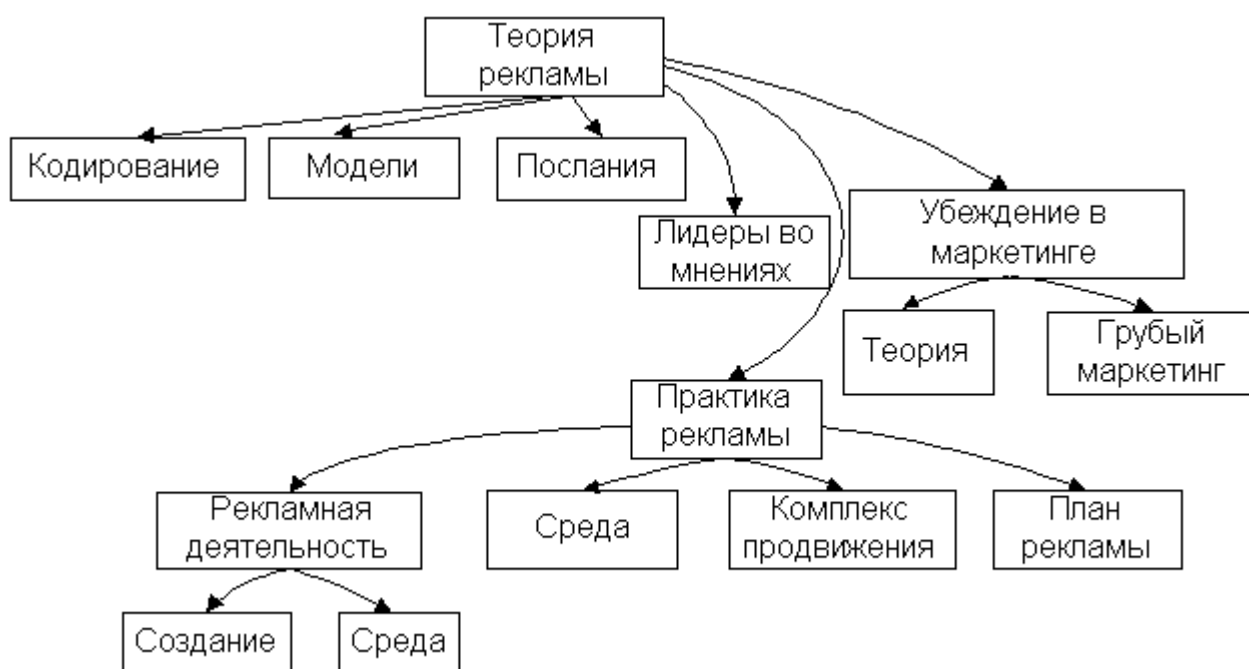 Теория
рекламы
Кодирование
Модели
Послания
Лидеры во
мнениях
Убеждение в
маркетинге
Теория
Грубый
маркетинг
Практика
рекламы
Рекламная
деятельность
Среда
Комплекс
продвижения
План
рекламы
Создание
Среда